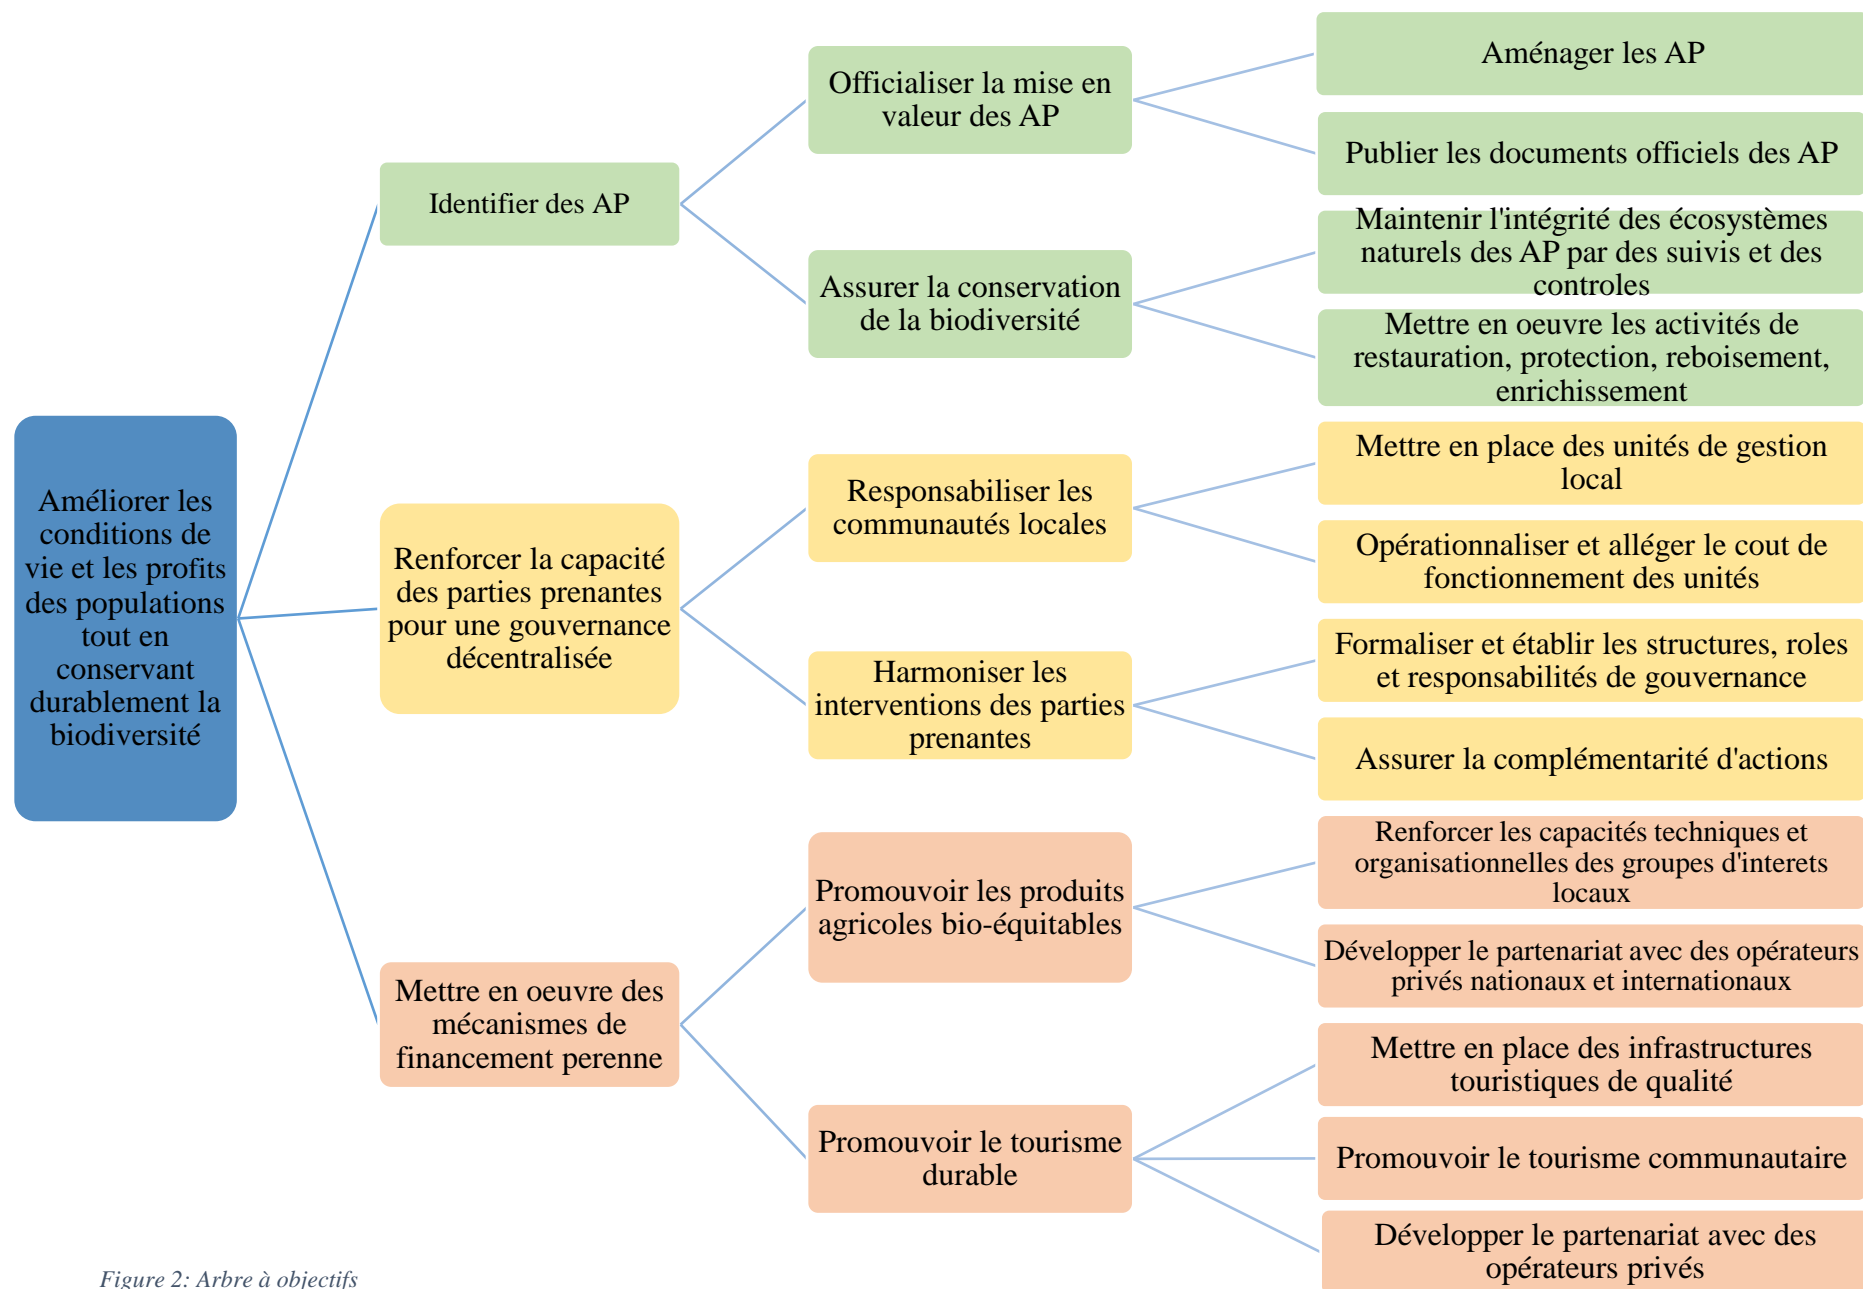 Améliorer les
conditions de
vie et les profits
des populations
tout en
conservant
durablement la
biodiversité
Identifier des AP
Officialiser la mise en
valeur des AP
Aménager les AP
Publier les documents officiels des AP
Assurer la conservation
de la biodiversité
Maintenir l'intégrité des écosystèmes
naturels des AP par des suivis et des
controles
Mettre en oeuvre les activités de
restauration, protection, reboisement,
enrichissement
Renforcer la capacité
des parties prenantes
pour une gouvernance
décentralisée
Responsabiliser les
communautés locales
Mettre en place des unités de gestion
local
Opérationnaliser et alléger le cout de
fonctionnement des unités
Harmoniser les
interventions des parties
prenantes
Formaliser et établir les structures, roles
et responsabilités de gouvernance
Assurer la complémentarité d'actions
Mettre en oeuvre des
mécanismes de
financement perenne
Promouvoir les produits
agricoles bio-équitables
Renforcer les capacités techniques et
organisationnelles des groupes d'interets
locaux
Développer le partenariat avec des opérateurs
privés nationaux et internationaux
Promouvoir le tourisme
durable
Mettre en place des infrastructures
touristiques de qualité
Promouvoir le tourisme communautaire
Développer le partenariat avec des
opérateurs privés
Figure 2: Arbre à objectifs